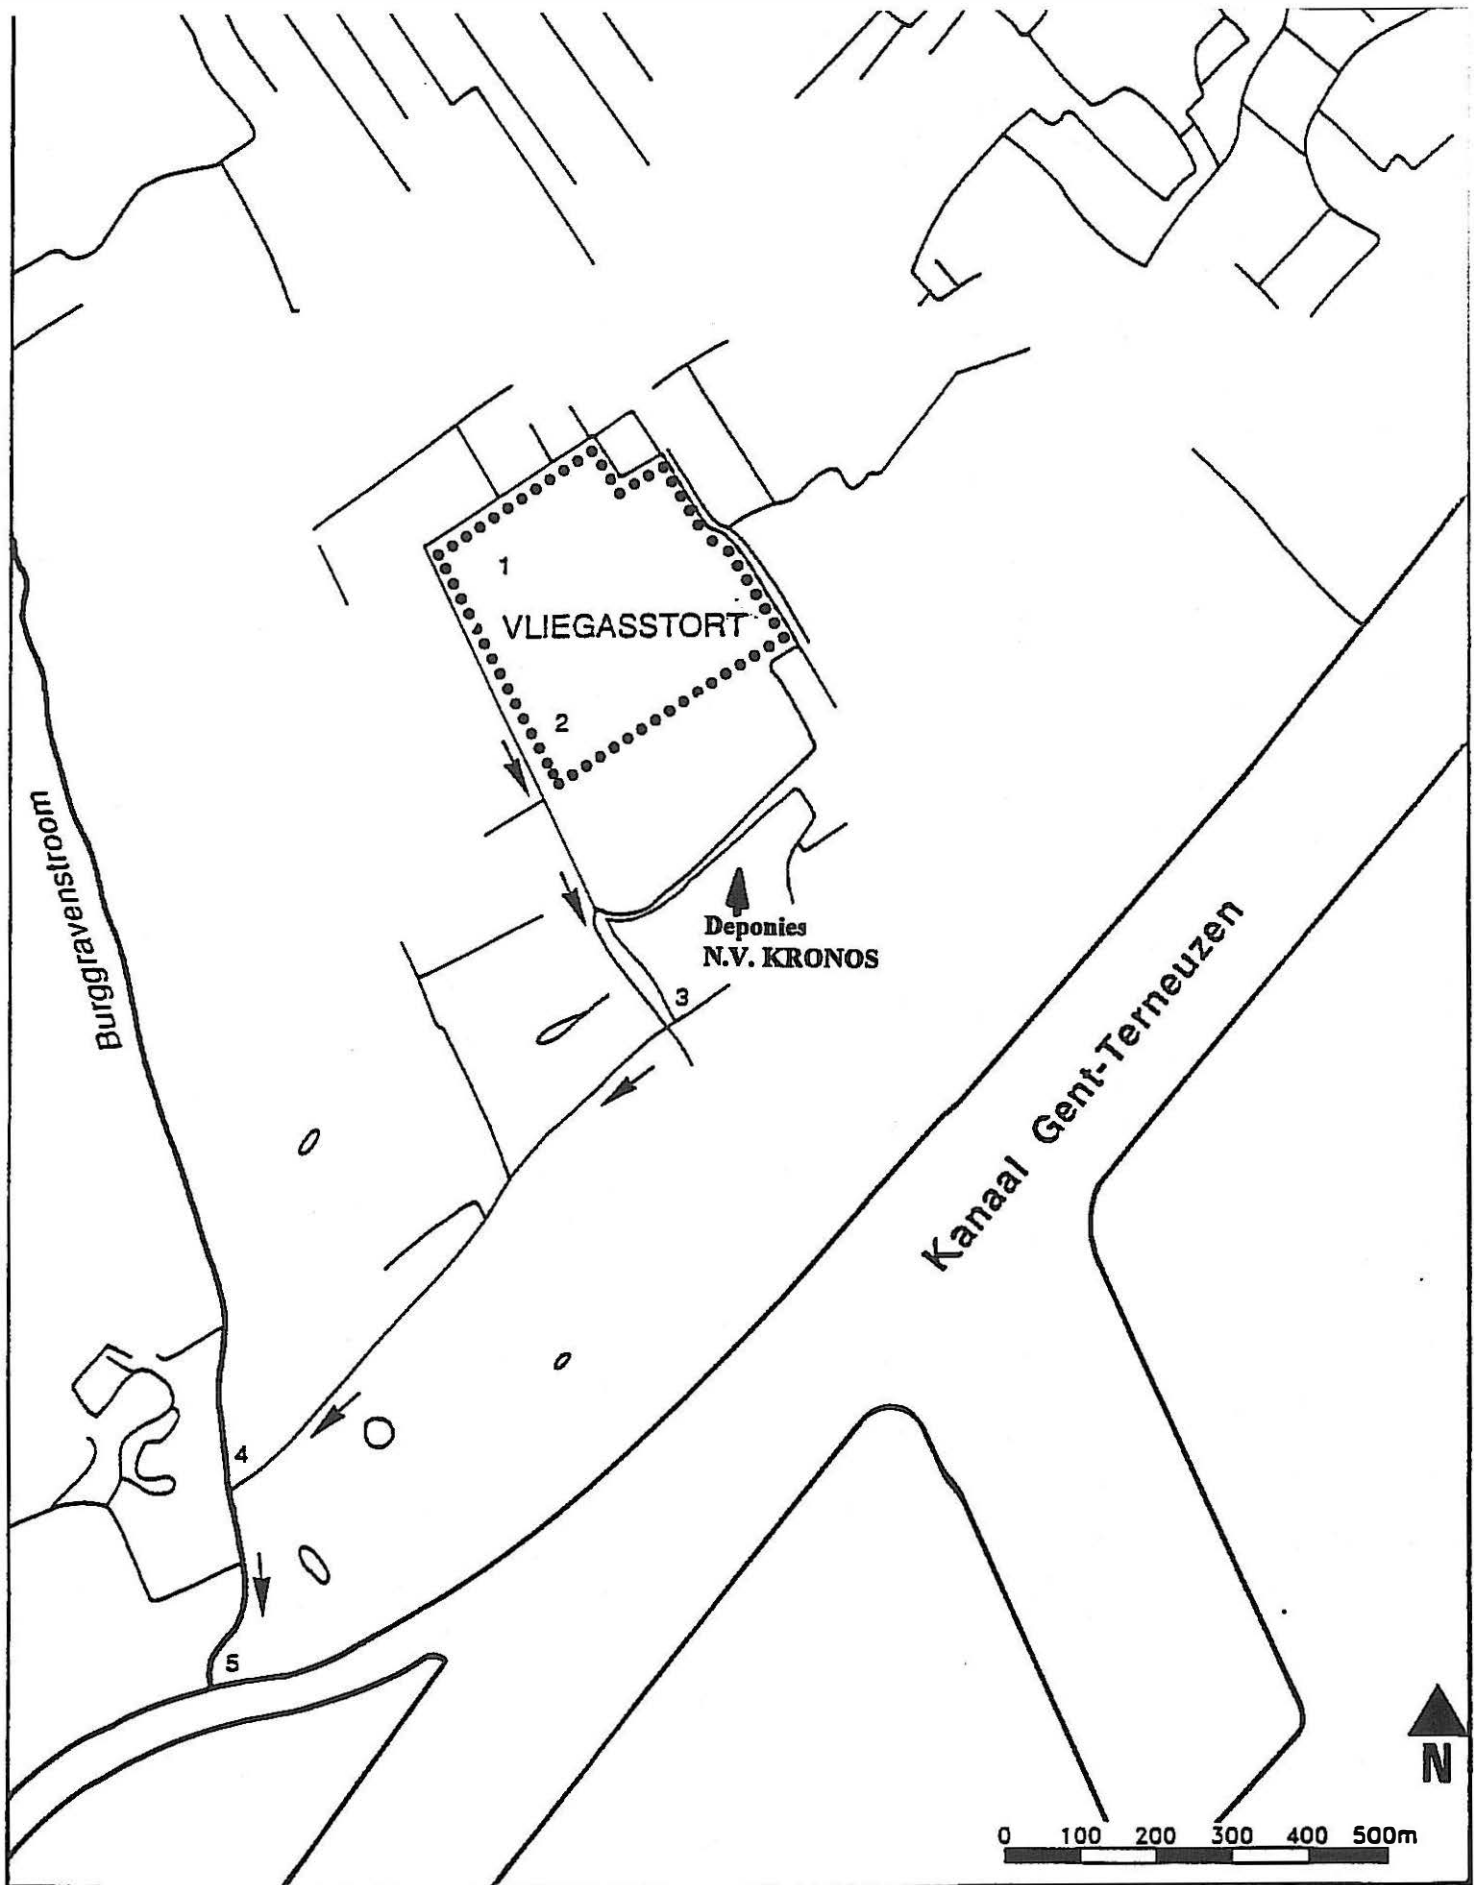 1
VLIEGASSTORT
2
Burggravenstroom
Deponies
N.V. KRONOS
3
Kanaal Gent-Terneuzen
4
5
N
0 100 200 300 400 500m